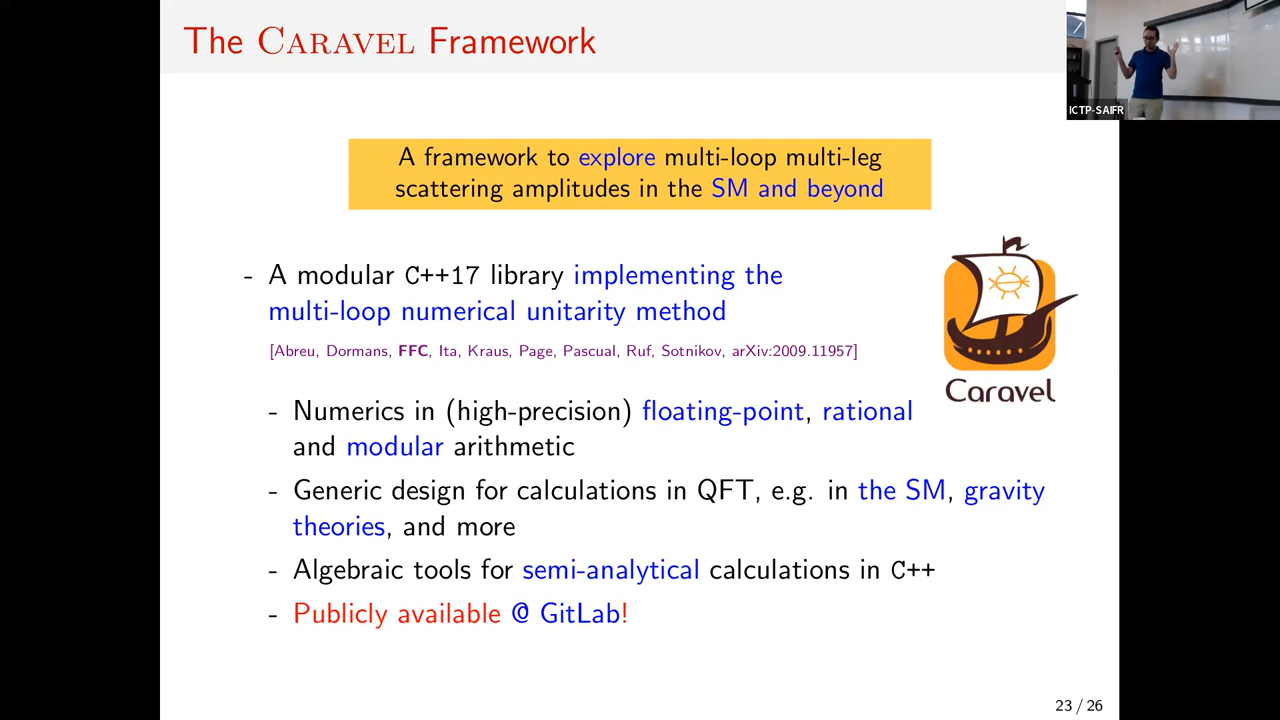 The CARAVEL Framework
ICTP-SAIFR
A framework to explore multi-loop multi-leg
scattering amplitudes in the SM and beyond
- A modular C++17 library implementing the
multi-loop numerical unitarity method
[Abreu, Dormans, FFC, Ita, Kraus, Page, Pascual, Ruf, Sotnikov, arXiv:2009.11957]
Caravel
- Numerics in (high-precision) floating-point, rational
and modular arithmetic
- Generic design for calculations in QFT, e.g. in the SM, gravity
theories, and more
- Algebraic tools for semi-analytical calculations in C++
- Publicly available @ GitLab!
23 / 26